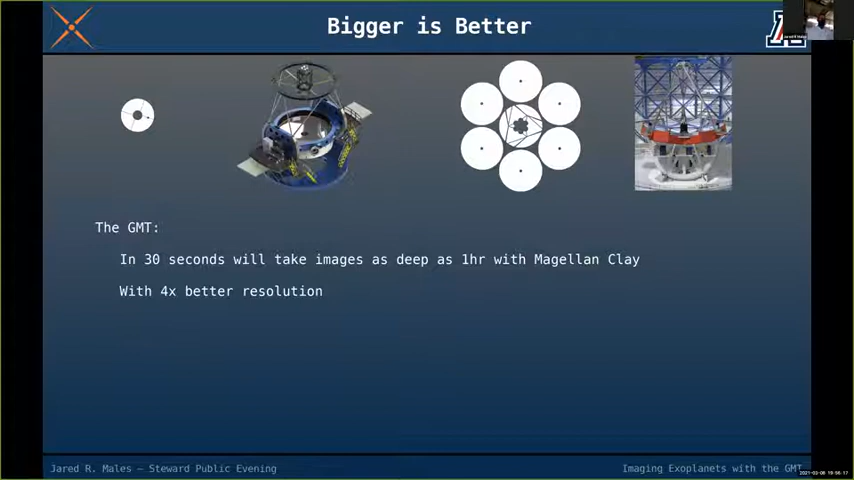 Bigger is Better
The GMT:
In 30 seconds will take images as deep as 1hr with Magellan Clay
With 4x better resolution
Jared R. Males – Steward Public Evening
Imaging Exoplanets with the GMT